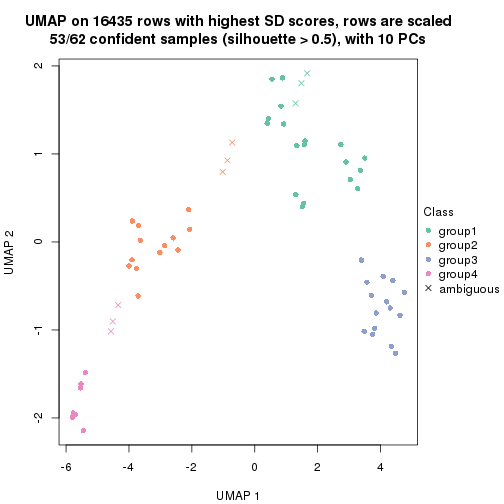 UMAP on 16435 rows with highest SD scores, rows are scaled
53/62 confident samples (silhouette > 0.5), with 10 PCs
2
1
0
-1
-2
UMAP 2
-6
-4
-2
0
2
4
UMAP 1
Class
group1
group2
group3
group4
ambiguous